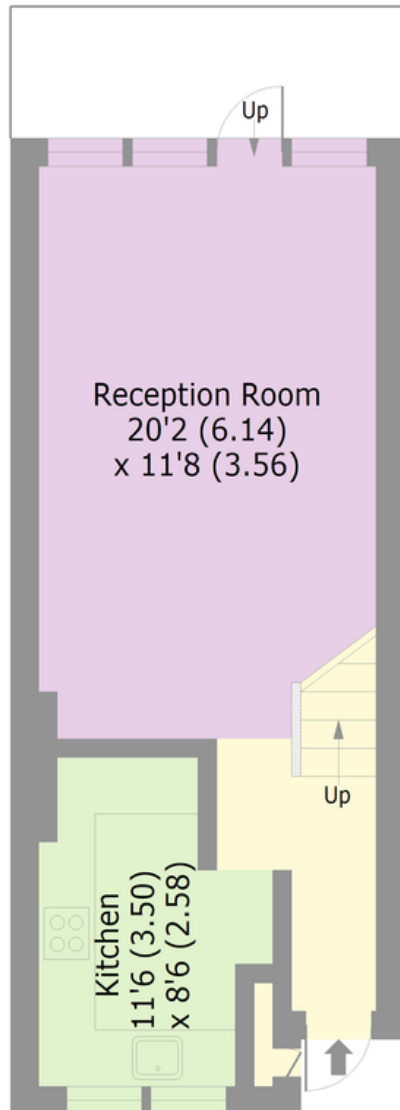 Up
Reception Room
20'2 (6.14)
x 11'8 (3.56)
Up
Kitchen
11'6 (3.50)
x 8'6 (2.58)